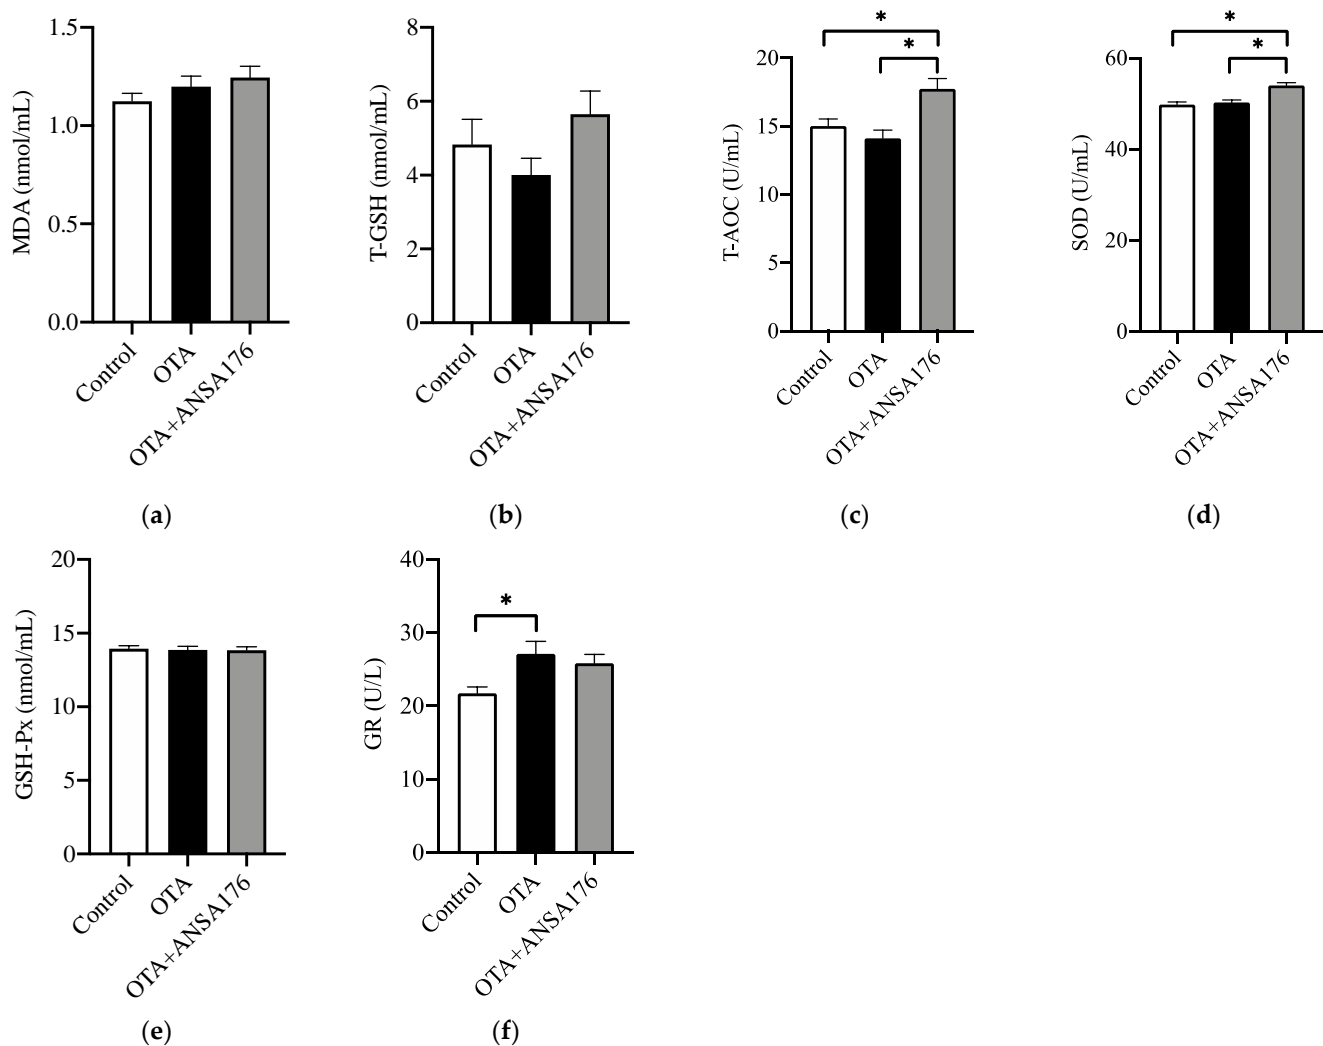 MDA (nmol/mL)
1.5
1.0
0.5
0.0
Control
OTA
OTA+ANSA176
(a)
T-GSH (nmol/mL)
8
6
4
2
0
Control
OTA
OTA+ANSA176
(b)
T-AOC (U/mL)
20
15
10
5
0
*
*
Control
OTA
OTA+ANSA176
(c)
SOD (U/mL)
60
40
20
0
*
*
Control
OTA
OTA+ANSA176
(d)
GSH-Px (nmol/mL)
20
15
10
5
0
Control
OTA
OTA+ANSA176
(e)
GR (U/L)
40
30
20
10
0
*
Control
OTA
OTA+ANSA176
(f)